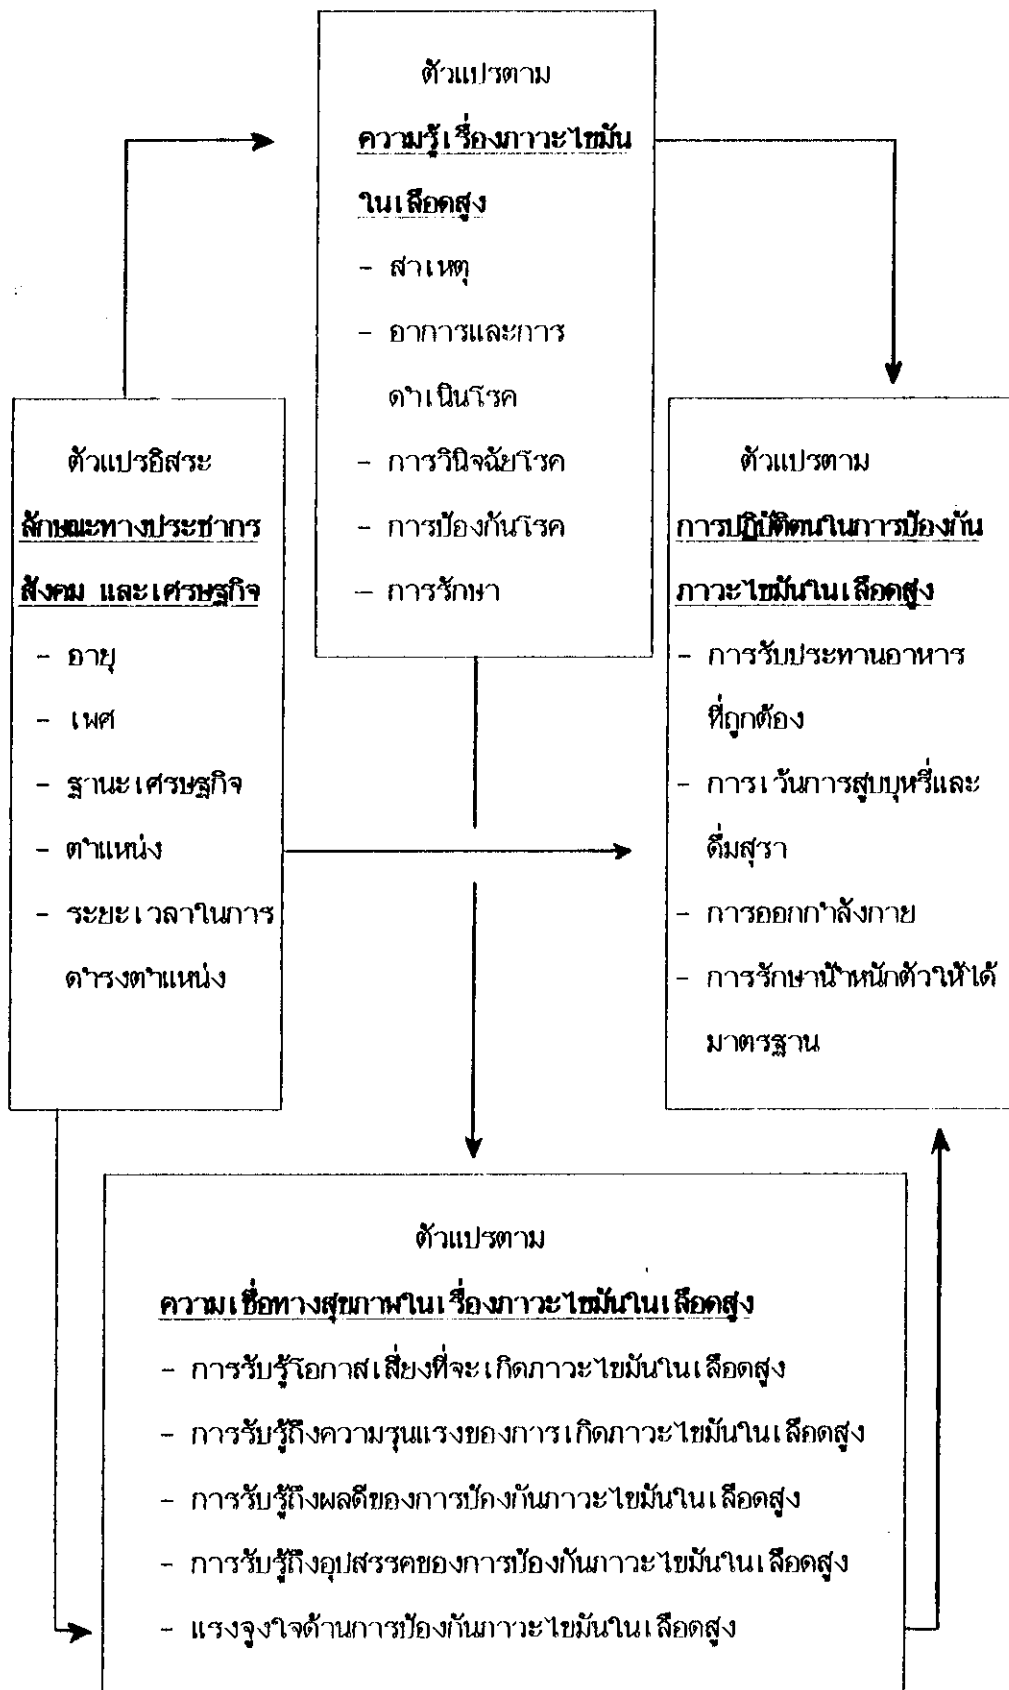 ตัวแปรตาม
ความรู้เรื่องภาวะไขมัน
ในเลือดสูง
- สาเหตุ
- อาการและการ
ดำเนินโรค
- การวินิจฉัยโรค
- การป้องกันโรค
- การรักษา
ตัวแปรอิสระ
ลักษณะทางประชากร
สังคม และเศรษฐกิจ
- อายุ
- เพศ
- ฐานะเศรษฐกิจ
- ตำแหน่ง
- ระยะเวลาในการ
ดำรงตำแหน่ง
ตัวแปรตาม
การปฏิบัติตนในการป้องกัน
ภาวะไขมันในเลือดสูง
- การรับประทานอาหาร
ที่ถูกต้อง
- การเว้นการสูบบุหรี่และ
ดื่มสุรา
- การออกกำลังกาย
- การรักษาน้ำหนักตัวให้ได้
มาตรฐาน
ตัวแปรตาม
ความเชื่อทางสุขภาพในเรื่องภาวะไขมันในเลือดสูง
- การรับรู้โอกาสเสี่ยงที่จะเกิดภาวะไขมันในเลือดสูง
- การรับรู้ถึงความรุนแรงของการเกิดภาวะไขมันในเลือดสูง
- การรับรู้ถึงผลดีของการป้องกันภาวะไขมันในเลือดสูง
- การรับรู้ถึงอุปสรรคของการป้องกันภาวะไขมันในเลือดสูง
- แรงจูงใจด้านการป้องกันภาวะไขมันในเลือดสูง